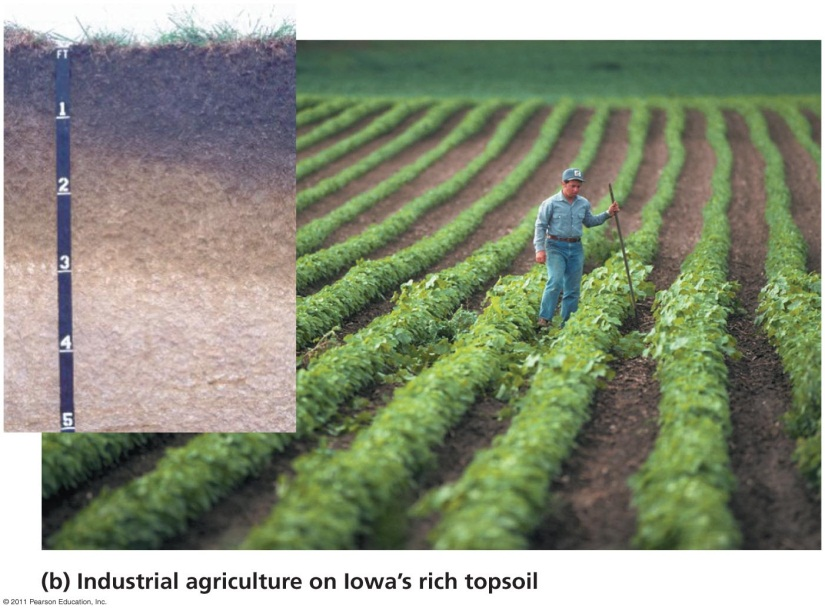 FT
1
2
3
4
5
(b) Industrial agriculture on Iowa's rich topsoil
© 2011 Pearson Education, Inc.